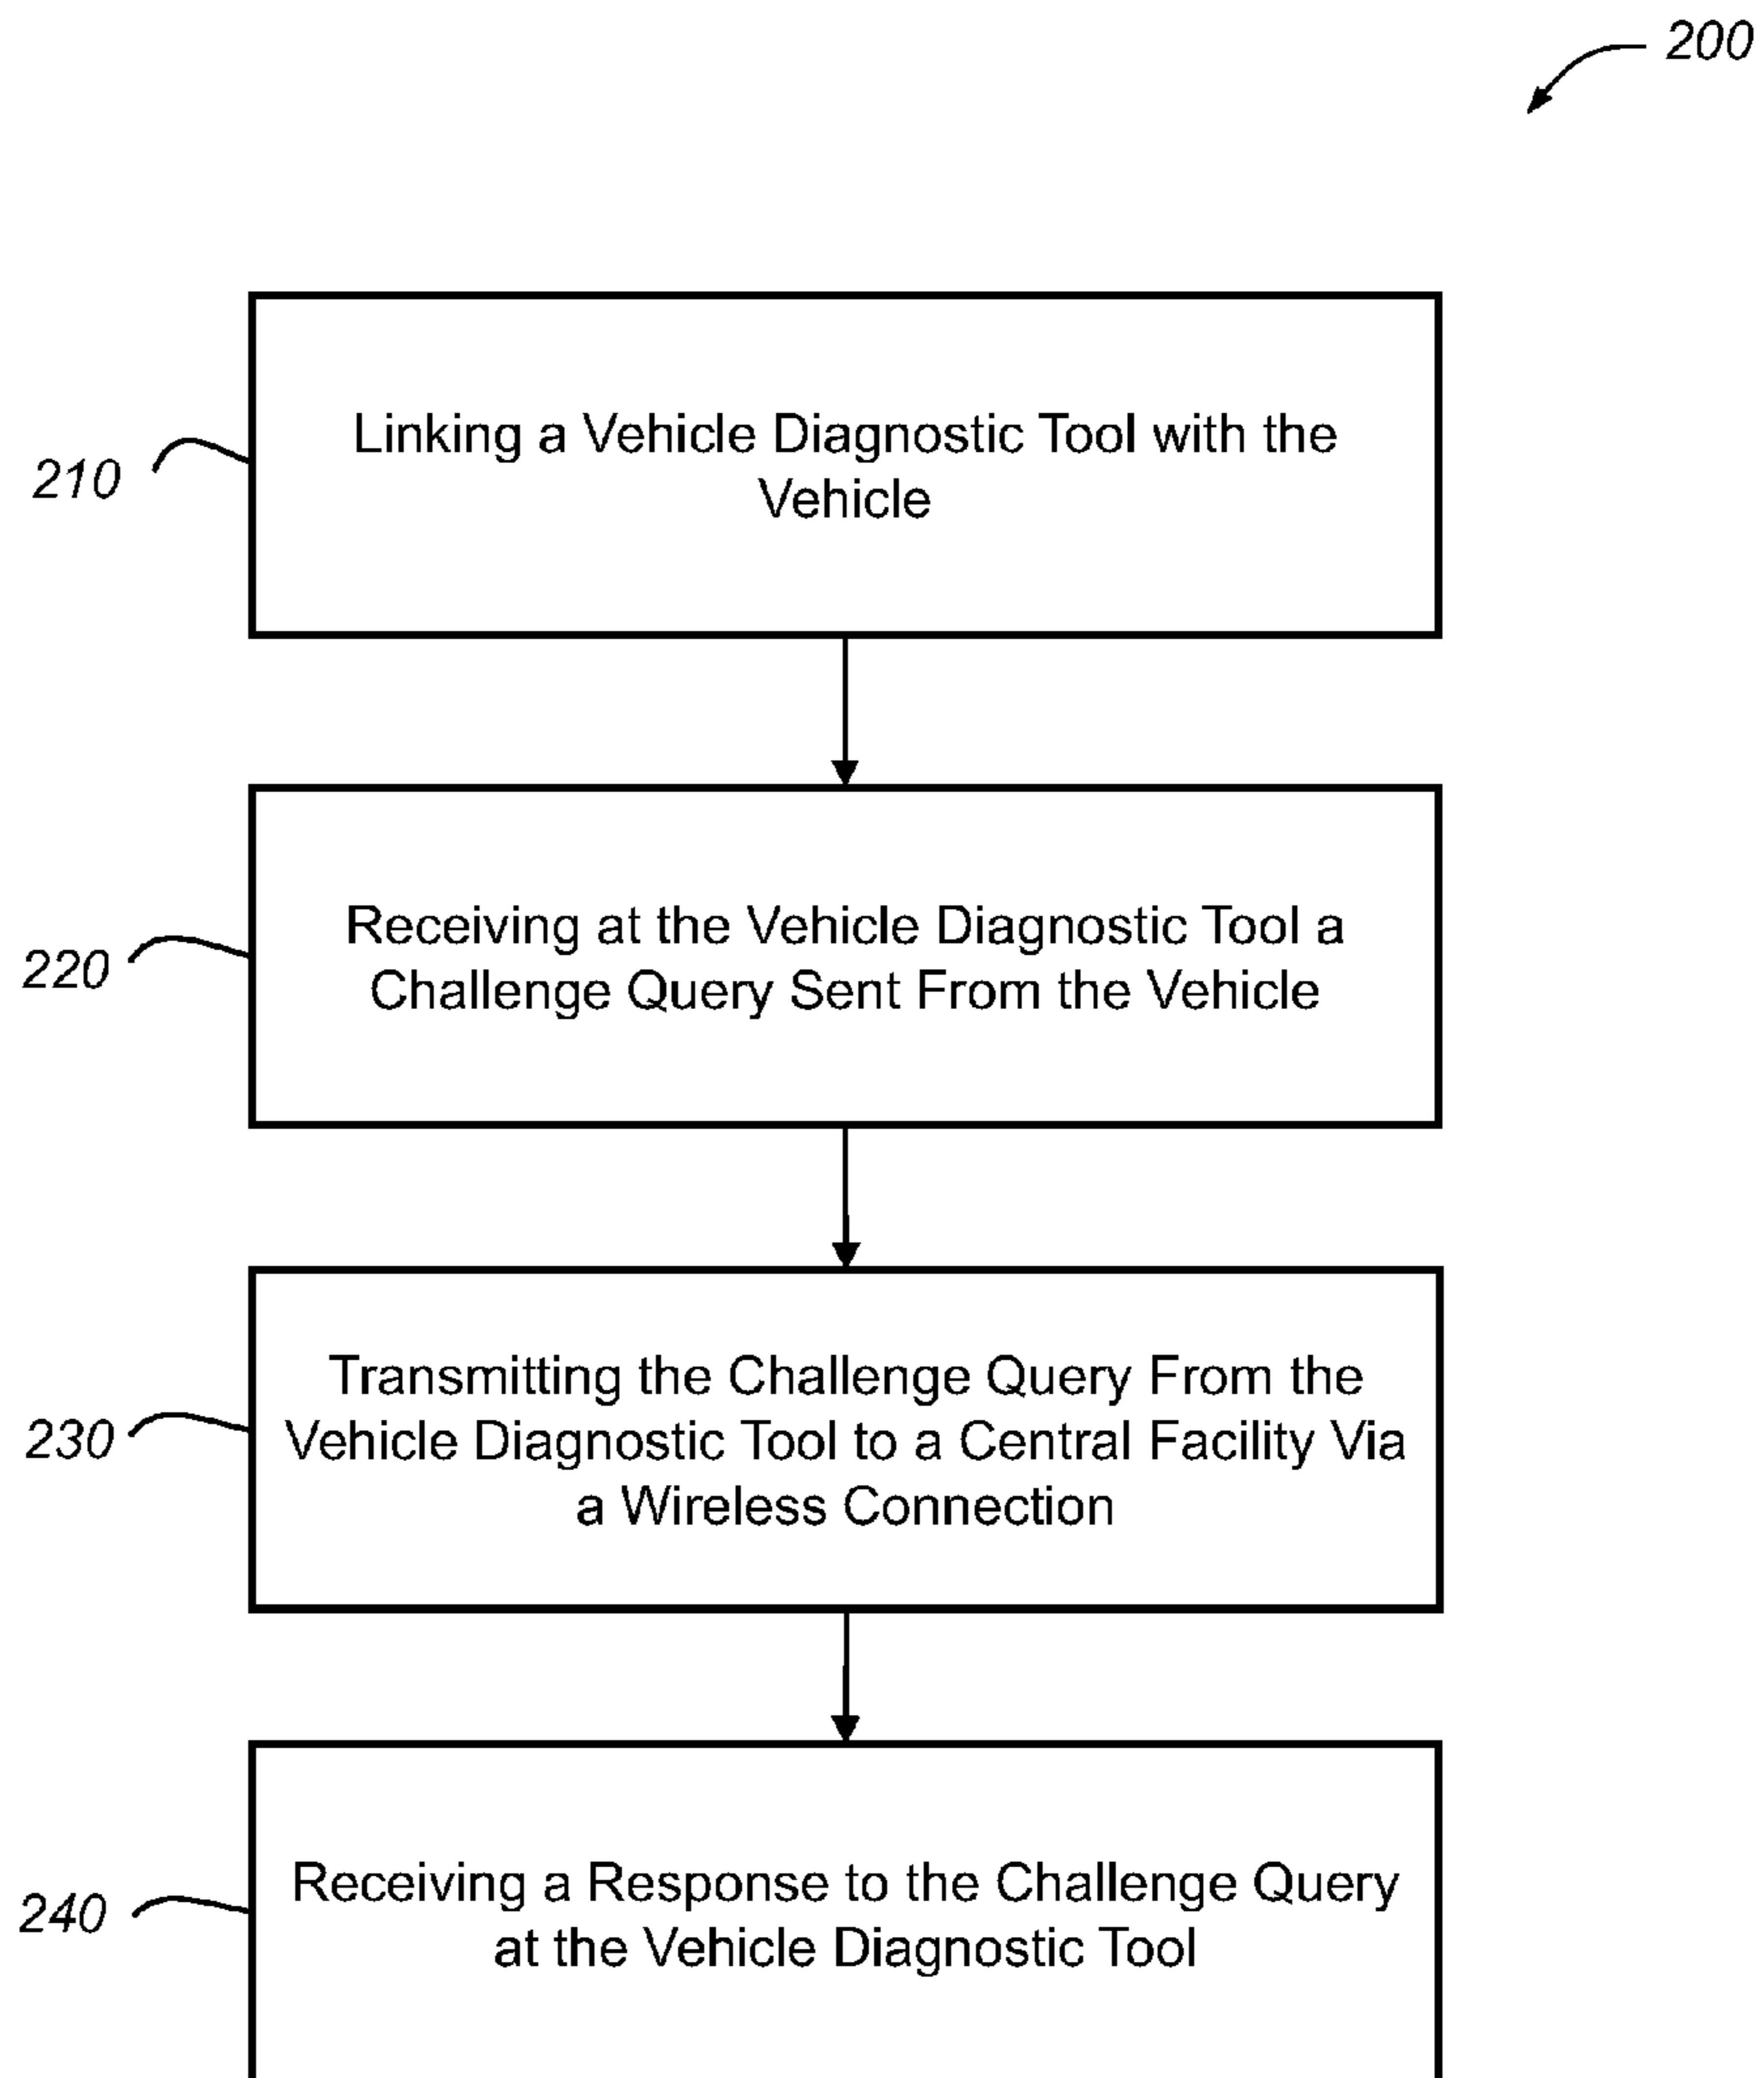 200
210
Linking a Vehicle Diagnostic Tool with the
Vehicle
220
Receiving at the Vehicle Diagnostic Tool a
Challenge Query Sent From the Vehicle
230
Transmitting the Challenge Query From the
Vehicle Diagnostic Tool to a Central Facility Via
a Wireless Connection
240
Receiving a Response to the Challenge Query
at the Vehicle Diagnostic Tool